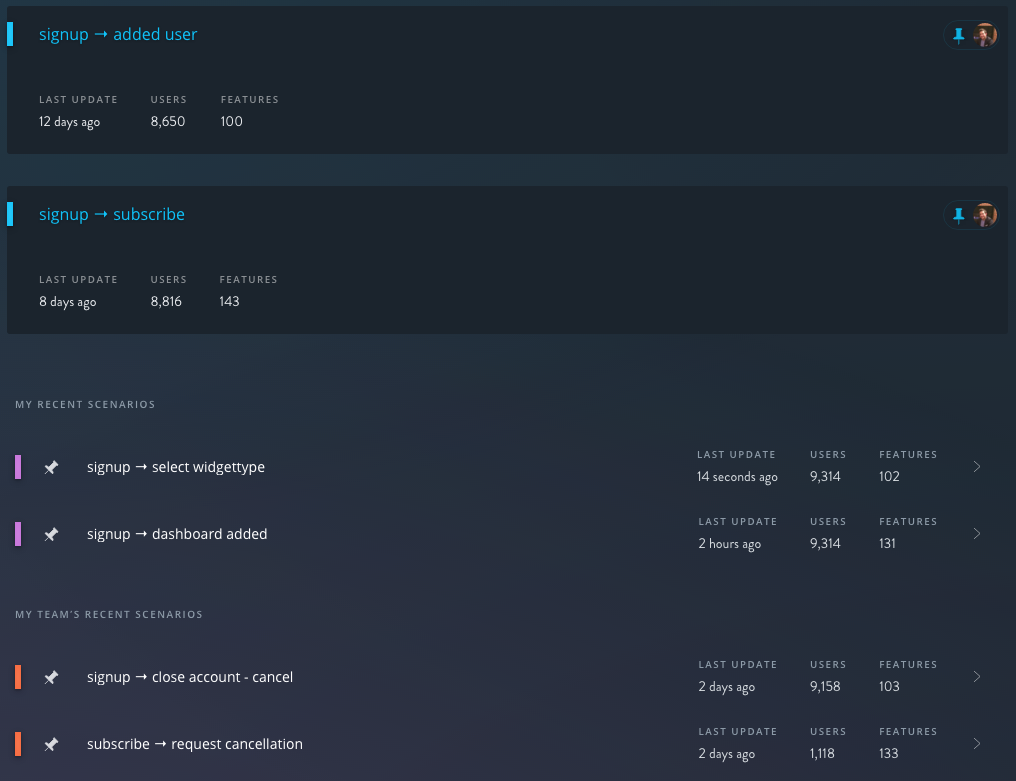 signup → added user
LAST UPDATE USERS FEATURES
12 days ago 8,650 100
signup → subscribe
LAST UPDATE USERS FEATURES
8 days ago 8,816 143
MY RECENT SCENARIOS
LAST UPDATE USERS FEATURES
signup → select widgettype
14 seconds ago 9,314 102
LAST UPDATE USERS FEATURES
signup → dashboard added
2 hours ago 9,314 131
MY TEAM'S RECENT SCENARIOS
LAST UPDATE USERS FEATURES
signup → close account - cancel
2 days ago 9,158 103
LAST UPDATE USERS FEATURES
subscribe → request cancellation
2 days ago 1,118 133